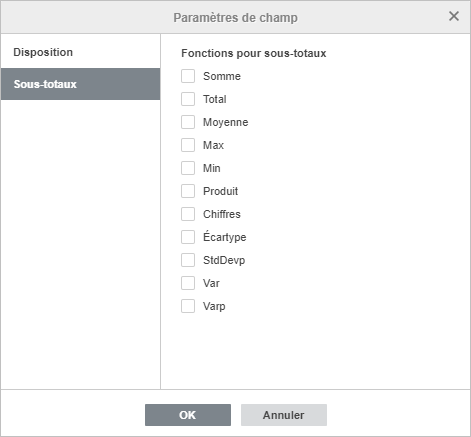 Paramètres de champ
Disposition
Sous-totaux
Fonctions pour sous-totaux
Somme
Total
Moyenne
Max
Min
Produit
Chiffres
Écartype
StdDevp
Var
Varp
OK
Annuler